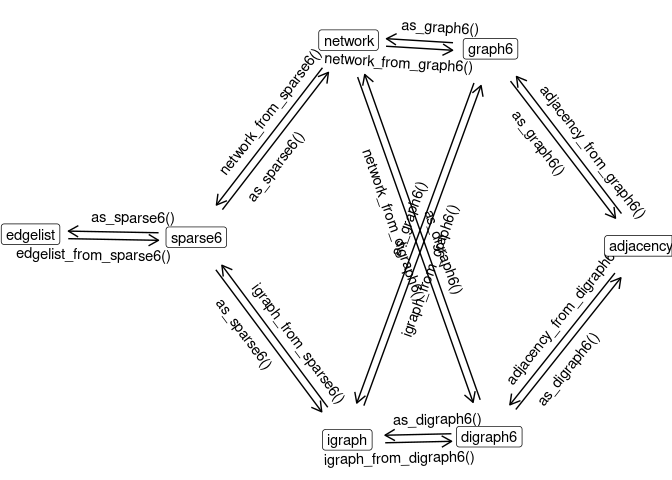 as_graph6()
network
graph6
network_from_graph6()
network_from_sparse6()
as_sparse6()
adjacency_from_graph6()
as_graph6()
as_sparse6()
edgelist
sparse6
edgelist_from_sparse6()
network_from_digraph6()
as_digraph6()
as_graph6()
igraph_from_graph6()
adjacency
igraph_from_sparse6()
as_sparse6()
adjacency_from_digraph6()
as_digraph6()
as_digraph6()
igraph
digraph6
igraph_from_digraph6()